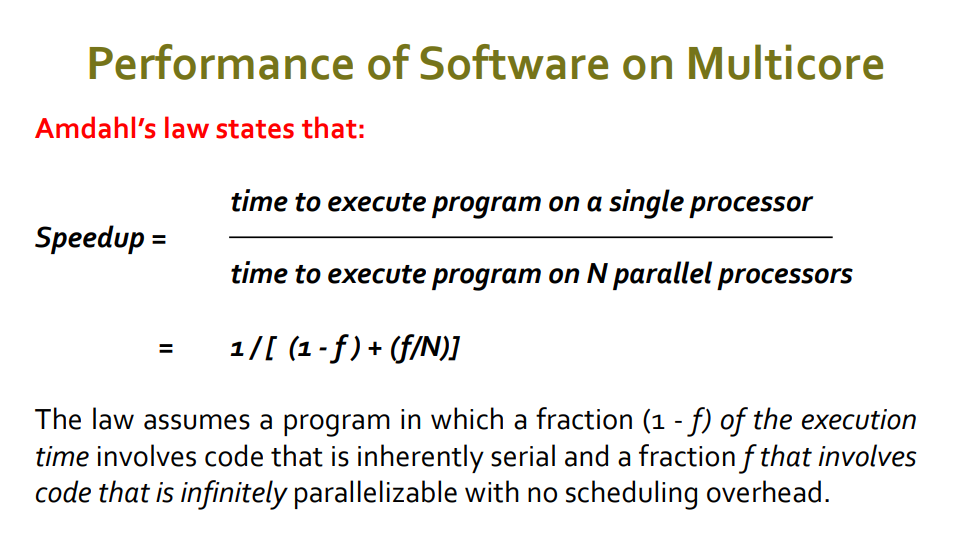 Performance of Software on Multicore
Amdahl’s law states that:
time to execute program on a single processor
Speedup =
time to execute program on N parallel processors
= 1 / [ (1 - f ) + (f/N)]
The law assumes a program in which a fraction (1 - f) of the execution
time involves code that is inherently serial and a fraction f that involves
code that is infinitely parallelizable with no scheduling overhead.